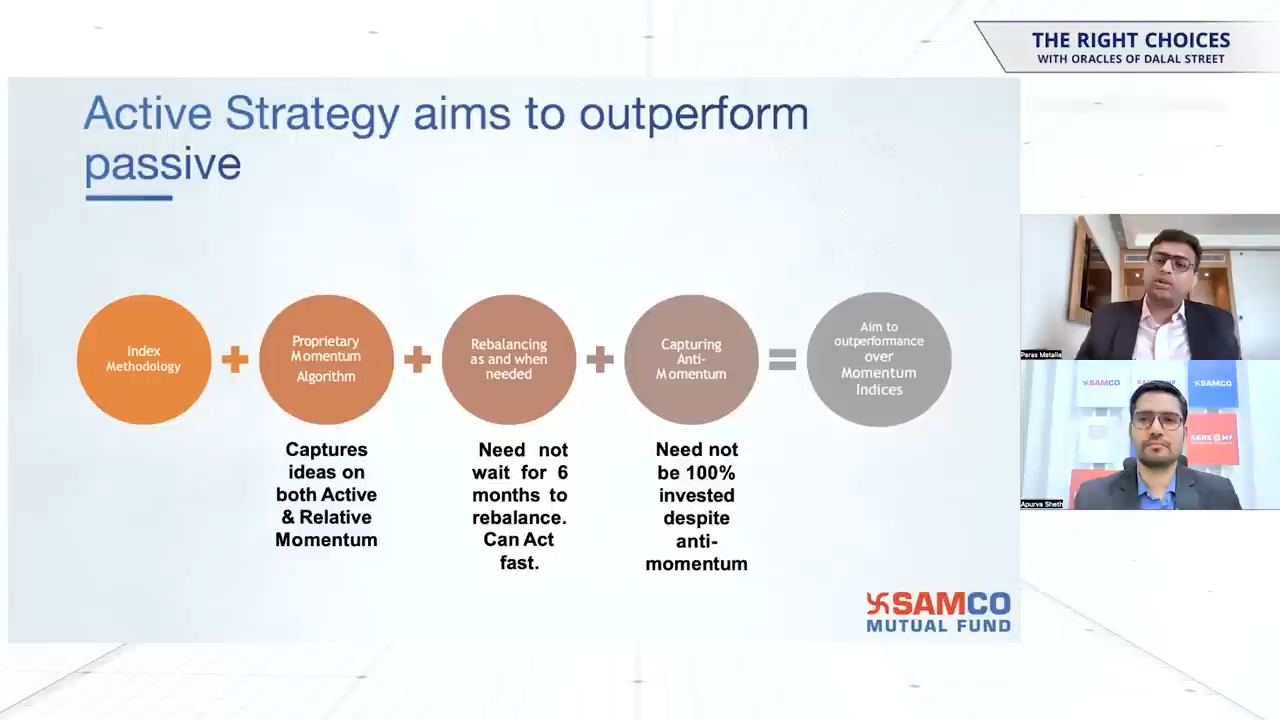 THE RIGHT CHOICES
WITH ORACLES OF DALAL STREET
Active Strategy aims to outperform
passive
Index
Methodology
Proprietary
Momentum
Algorithm
Rebalancing
as and when
needed
Capturing
Anti-
Momentum
Aim to
outperformance
over
Momentum
Indices
Captures
ideas on
both Active
& Relative
Momentum
Need not
wait for 6
months to
rebalance.
Can Act
fast.
Need not
be 100%
invested
despite
anti-
momentum
SAMCO
MUTUAL FUND
Paras Matalia
SAMCO
SAMCO
Apurva Sheth